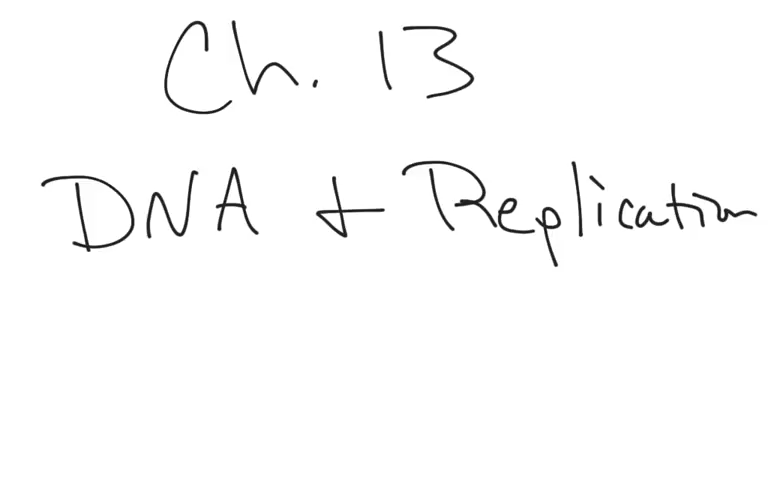 Ch. 13
DNA + Replication